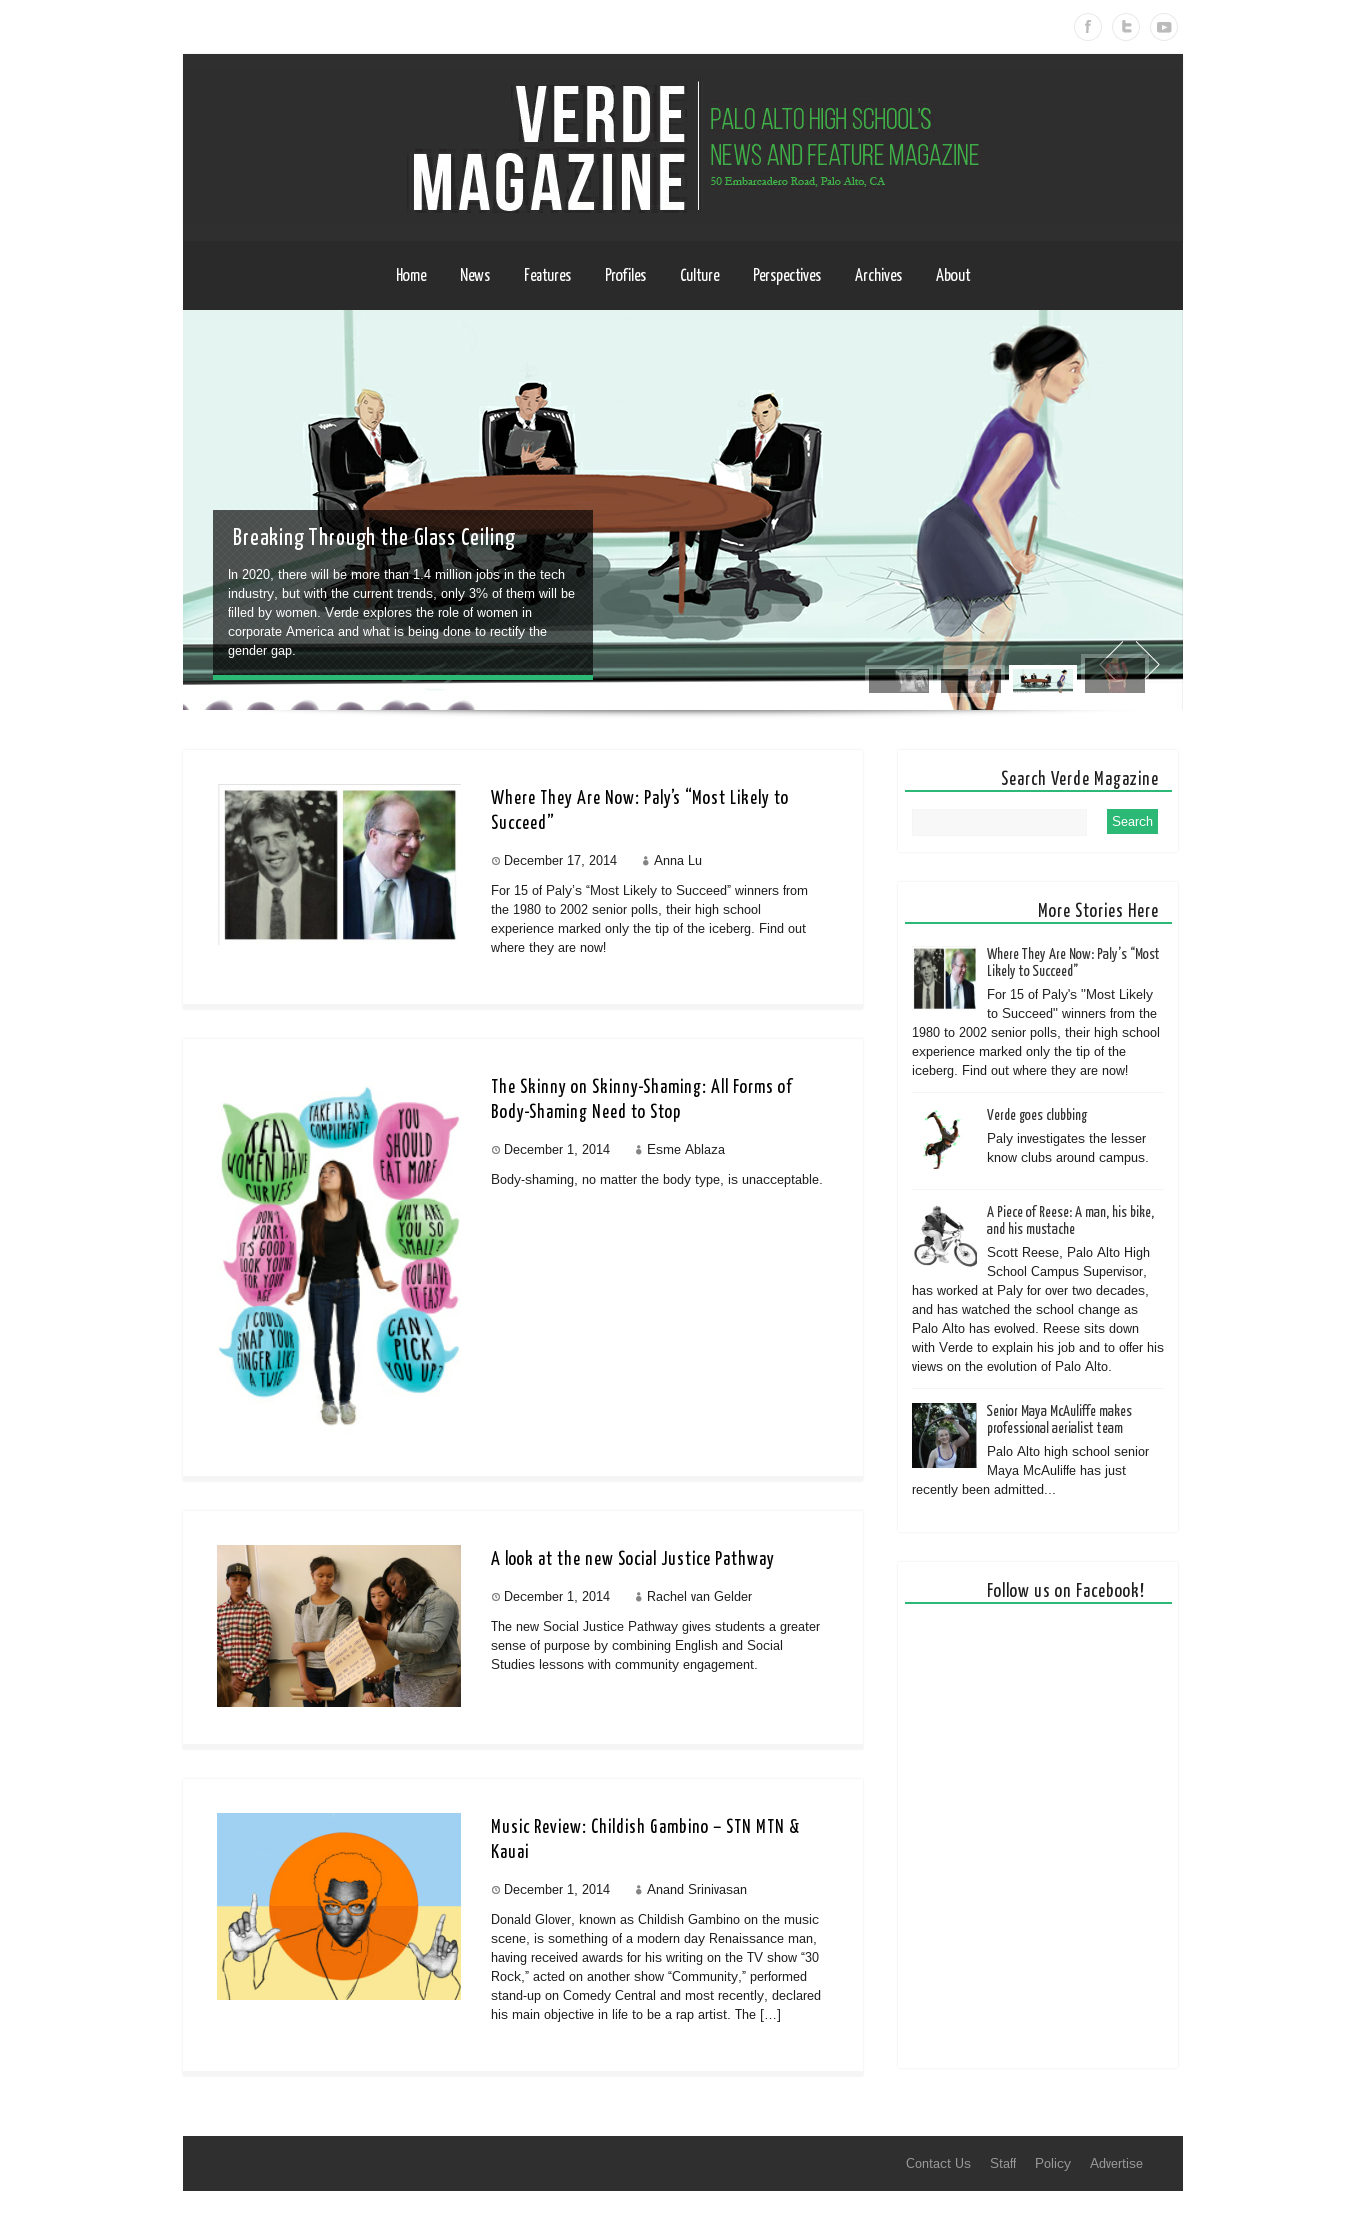 VERDE
MAGAZINE
PALO ALTO HIGH SCHOOL'S
NEWS AND FEATURE MAGAZINE
50 Embarcadero Road, Palo Alto, CA
Home News Features Profiles Culture Perspectives Archives About
Breaking Through the Glass Ceiling
In 2020, there will be more than 1.4 million jobs in the tech
industry, but with the current trends, only 3% of them will be
filled by women. Verde explores the role of women in
corporate America and what is being done to rectify the
gender gap.
Where They Are Now: Paly’s “Most Likely to
Succeed”
December 17, 2014 Anna Lu
For 15 of Paly’s “Most Likely to Succeed” winners from
the 1980 to 2002 senior polls, their high school
experience marked only the tip of the iceberg. Find out
where they are now!
REAL
WOMEN HAVE
CURVES
TAKE IT AS A
COMPLIMENT!
YOU
SHOULD
EAT MORE!
DON'T
WORRY.
IT'S GOOD TO
LOOK YOUNG
FOR YOUR
AGE
WHY ARE
YOU SO
SMALL?
YOU HAVE
IT EASY
I COULD
SNAP YOUR
FINGER LIKE
A TWIG
CAN I
PICK
YOU UP?
The Skinny on Skinny-Shaming: All Forms of
Body-Shaming Need to Stop
December 1, 2014 Esme Ablaza
Body-shaming, no matter the body type, is unacceptable.
A look at the new Social Justice Pathway
December 1, 2014 Rachel van Gelder
The new Social Justice Pathway gives students a greater
sense of purpose by combining English and Social
Studies lessons with community engagement.
Music Review: Childish Gambino – STN MTN &
Kauai
December 1, 2014 Anand Srinivasan
Donald Glover, known as Childish Gambino on the music
scene, is something of a modern day Renaissance man,
having received awards for his writing on the TV show “30
Rock,” acted on another show “Community,” performed
stand-up on Comedy Central and most recently, declared
his main objective in life to be a rap artist. The […]
Search Verde Magazine
Search
More Stories Here
Where They Are Now: Paly’s “Most
Likely to Succeed”
For 15 of Paly's "Most Likely
to Succeed" winners from the
1980 to 2002 senior polls, their high school
experience marked only the tip of the
iceberg. Find out where they are now!
Verde goes clubbing
Paly investigates the lesser
know clubs around campus.
A Piece of Reese: A man, his bike,
and his mustache
Scott Reese, Palo Alto High
School Campus Supervisor,
has worked at Paly for over two decades,
and has watched the school change as
Palo Alto has evolved. Reese sits down
with Verde to explain his job and to offer his
views on the evolution of Palo Alto.
Senior Maya McAuliffe makes
professional aerialist team
Palo Alto high school senior
Maya McAuliffe has just
recently been admitted...
Follow us on Facebook!
Contact Us Staff Policy Advertise